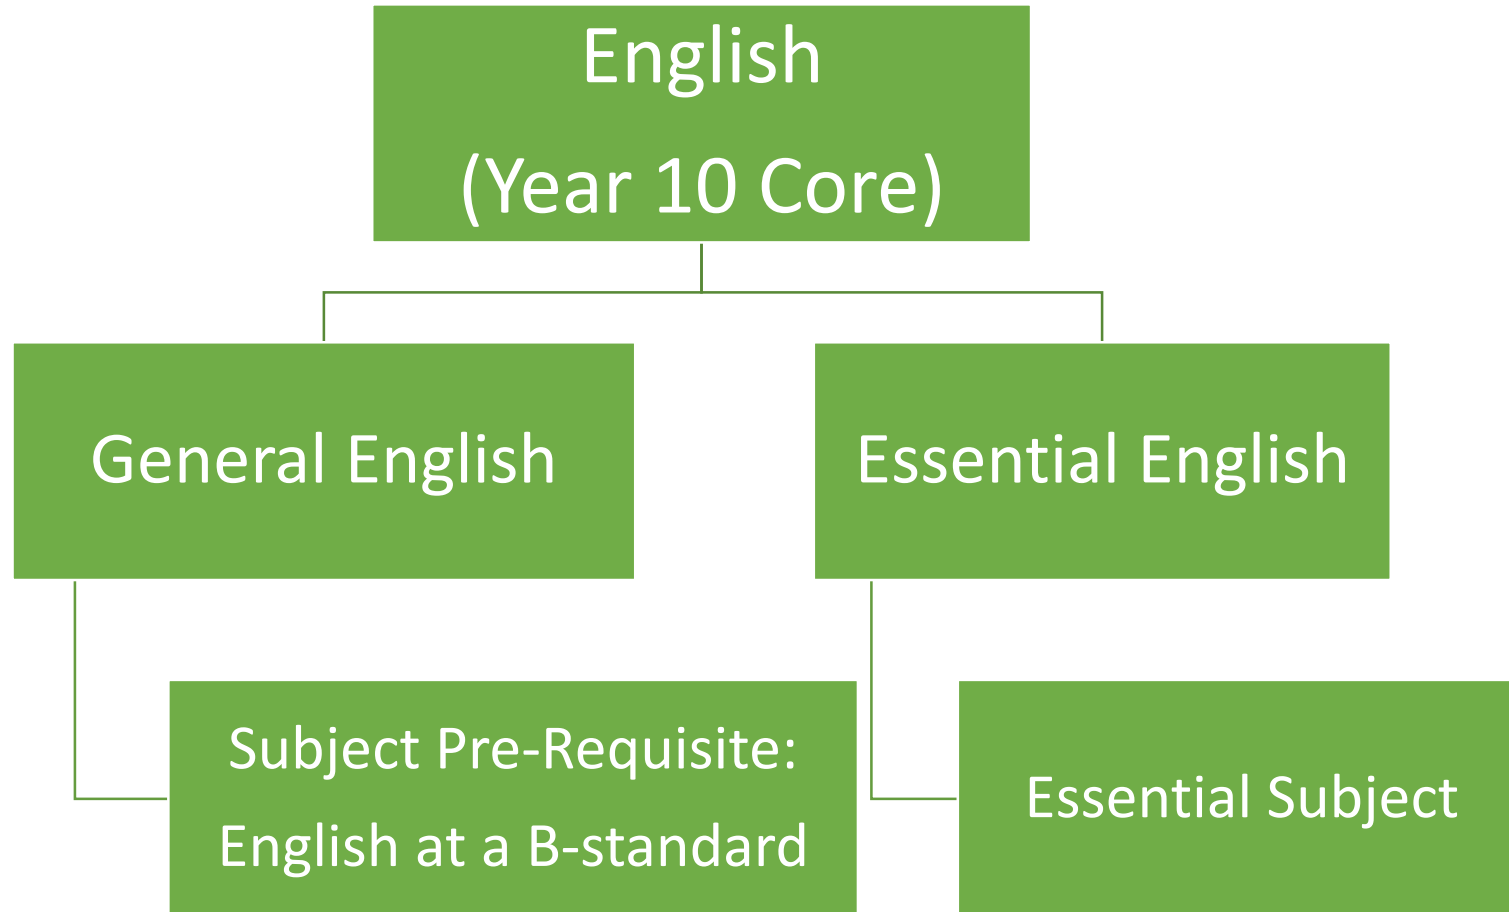 English
(Year 10 Core)
General English
Essential English
Subject Pre-Requisite:
English at a B-standard
Essential Subject